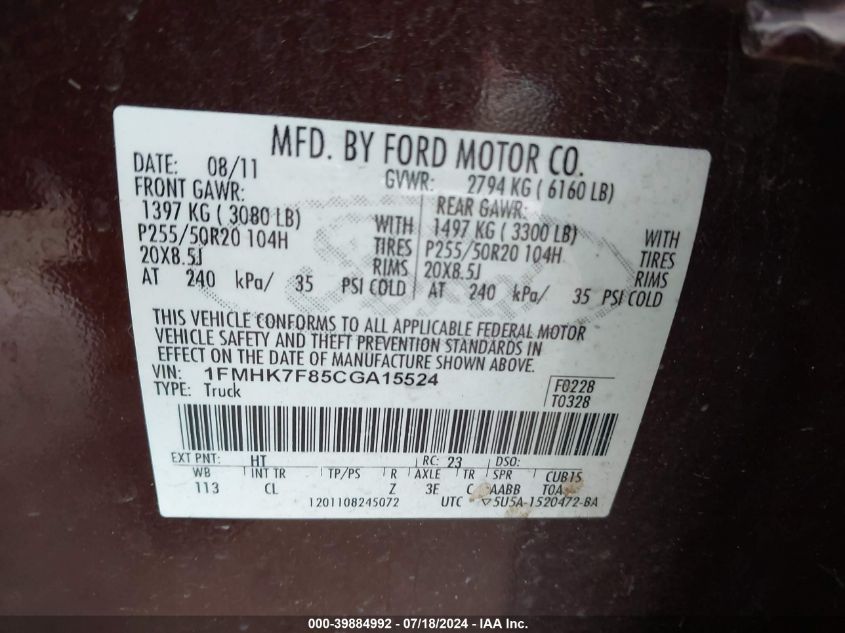 MFD. BY FORD MOTOR CO.
DATE: 08/11 GVWR: 2794 KG ( 6160 LB)
FRONT GAWR: REAR GAWR:
1397 KG ( 3080 LB) WITH 1497 KG ( 3300 LB) WITH
P255/50R20 104H TIRES P255/50R20 104H TIRES
20X8.5J RIMS 20X8.5J RIMS
AT 240 kPa/ 35 PSI COLD AT 240 kPa/ 35 PSI COLD
THIS VEHICLE CONFORMS TO ALL APPLICABLE FEDERAL MOTOR
VEHICLE SAFETY AND THEFT PREVENTION STANDARDS IN
EFFECT ON THE DATE OF MANUFACTURE SHOWN ABOVE.
VIN: 1FMHK7F85CGA15524 F0228
TYPE: Truck T0328
EXT PNT: HT RC: 23 DSO:
WB INT TR TP/PS R AXLE TR SPR CUB15
113 CL Z 3E C AABB TOA
1201108245072 UTC ▽5U5A-1520472-BA
000-39884992 / 07/18/2024 - IAA Inc.